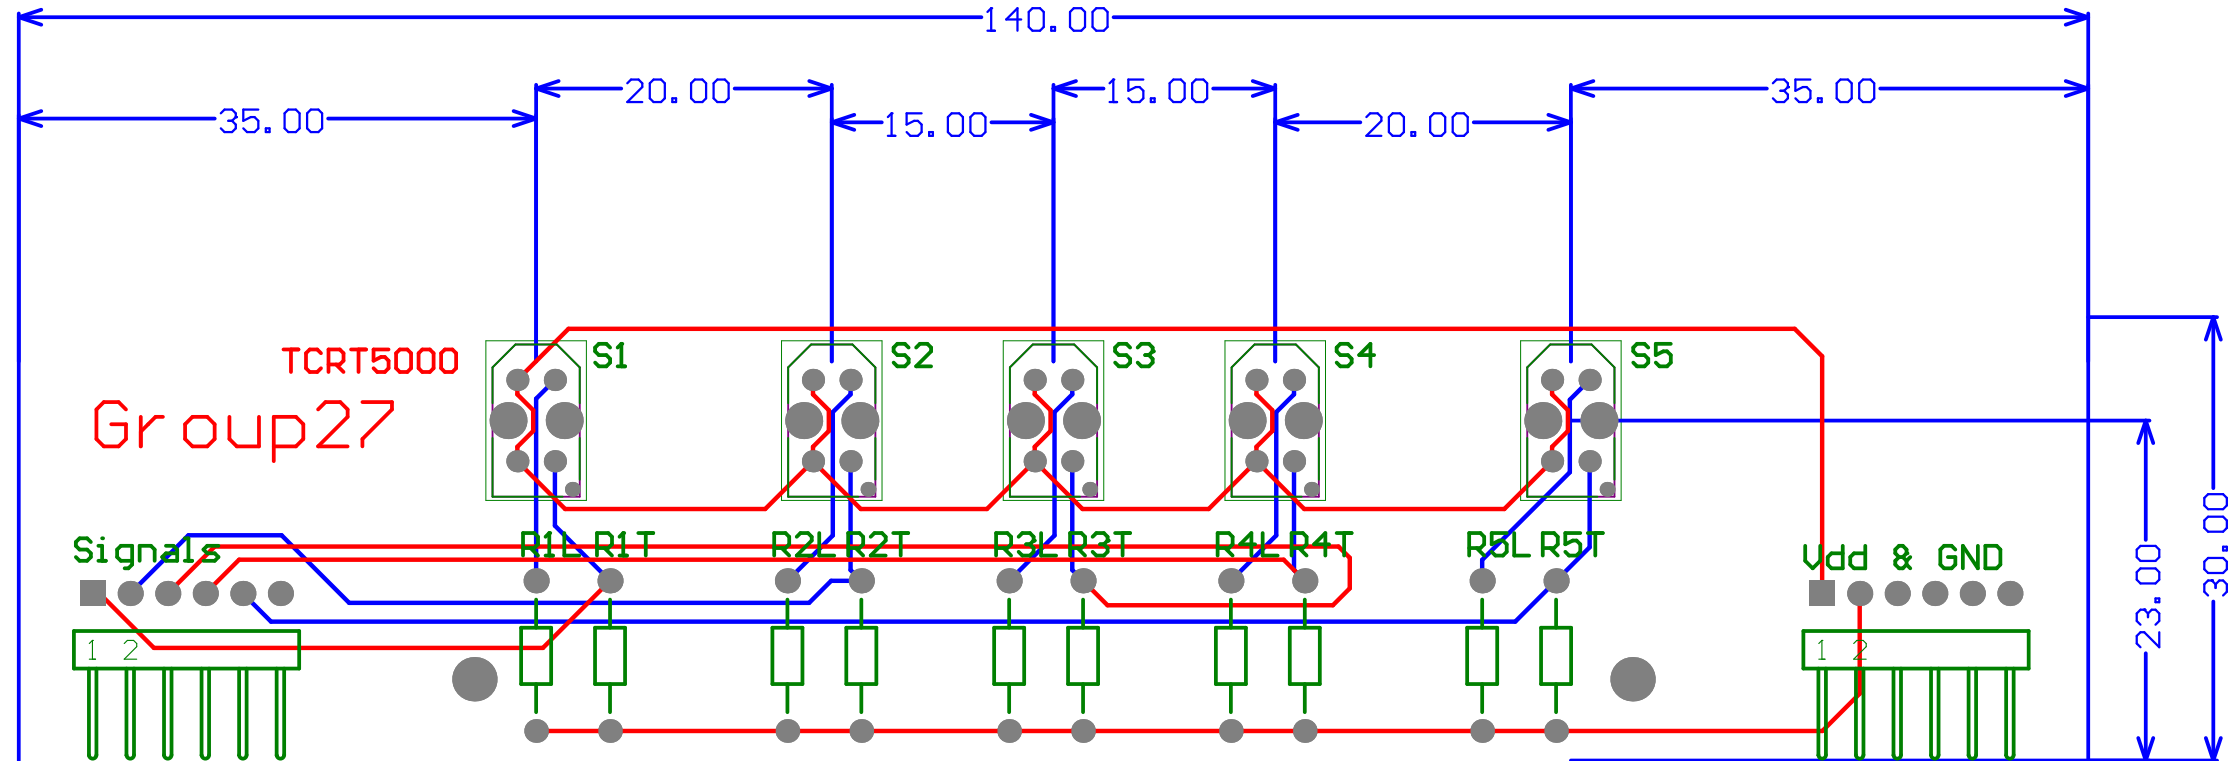 140.00
20.00 15.00 35.00
35.00 15.00 20.00
TCRT5000 S1 S2 S3 S4 S5
Group27
Signals R1L R1T R2L R2T R3L R3T R4L R4T R5L R5T Vdd & GND
1 2 1 2
23.00
30.00